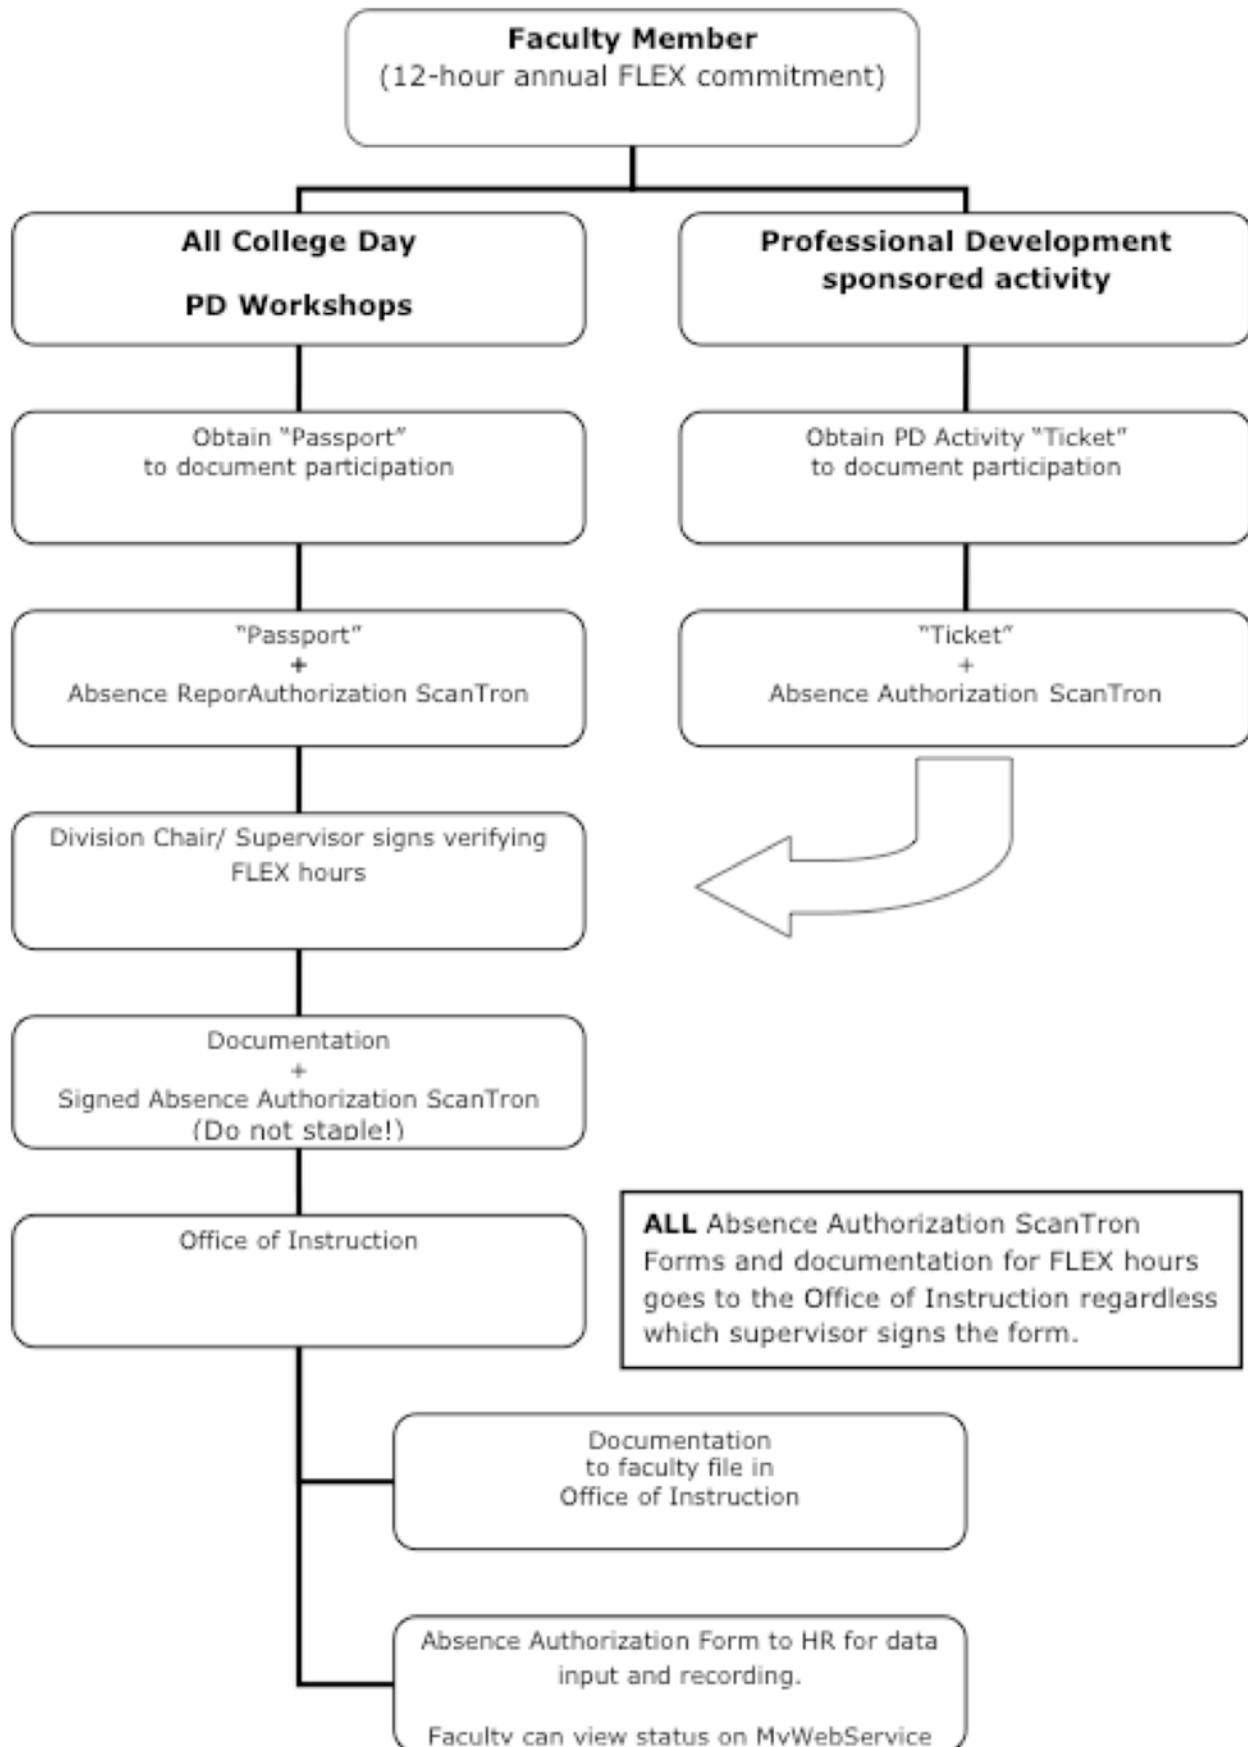 Faculty Member
(12-hour annual FLEX commitment)
All College Day
PD Workshops
Professional Development
sponsored activity
Obtain “Passport”
to document participation
Obtain PD Activity “Ticket”
to document participation
“Passport”
+
Absence ReporAuthorization ScanTron
“Ticket”
+
Absence Authorization ScanTron
Division Chair/ Supervisor signs verifying
FLEX hours
Documentation
+
Signed Absence Authorization ScanTron
(Do not staple!)
Office of Instruction
ALL Absence Authorization ScanTron
Forms and documentation for FLEX hours
goes to the Office of Instruction regardless
which supervisor signs the form.
Documentation
to faculty file in
Office of Instruction
Absence Authorization Form to HR for data
input and recording.
Faculty can view status on MyWebService